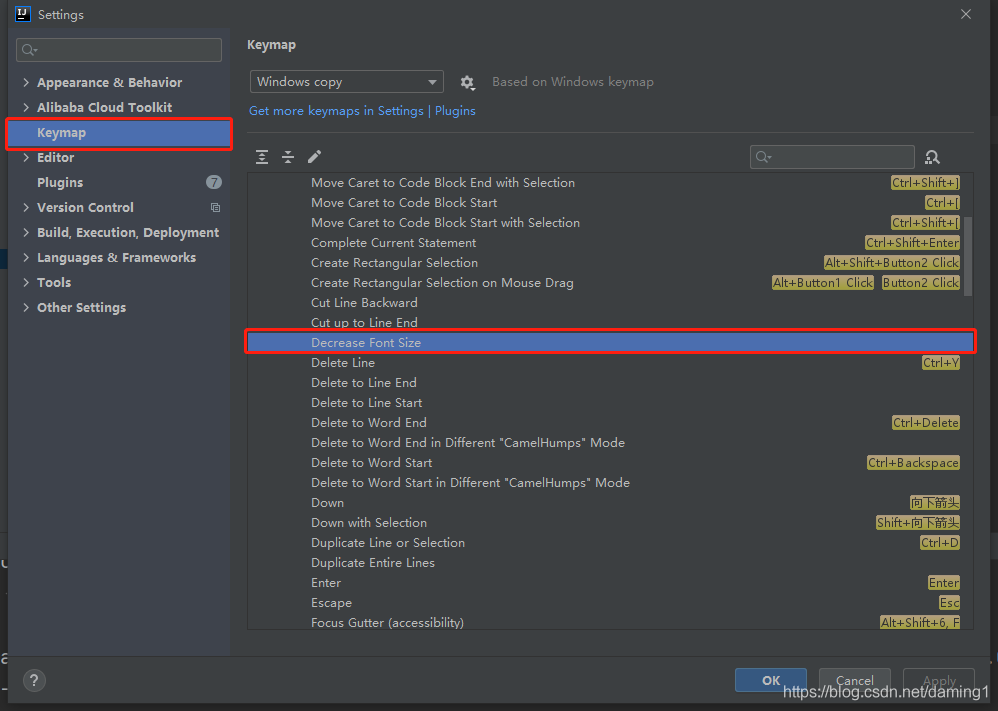 Settings
Appearance & Behavior
Alibaba Cloud Toolkit
Keymap
Editor
Plugins 7
Version Control
Build, Execution, Deployment
Languages & Frameworks
Tools
Other Settings
Keymap
Windows copy Based on Windows keymap
Get more keymaps in Settings | Plugins
Move Caret to Code Block End with Selection Ctrl+Shift+]
Move Caret to Code Block Start Ctrl+[
Move Caret to Code Block Start with Selection Ctrl+Shift+[
Complete Current Statement Ctrl+Shift+Enter
Create Rectangular Selection Alt+Shift+Button2 Click
Create Rectangular Selection on Mouse Drag Alt+Button1 Click Button2 Click
Cut Line Backward
Cut up to Line End
Decrease Font Size
Delete Line Ctrl+Y
Delete to Line End
Delete to Line Start
Delete to Word End Ctrl+Delete
Delete to Word End in Different "CamelHumps" Mode
Delete to Word Start Ctrl+Backspace
Delete to Word Start in Different "CamelHumps" Mode
Down 向下箭头
Down with Selection Shift+向下箭头
Duplicate Line or Selection Ctrl+D
Duplicate Entire Lines
Enter Enter
Escape Esc
Focus Gutter (accessibility) Alt+Shift+6, F
? OK Cancel Apply
https://blog.csdn.net/daming1